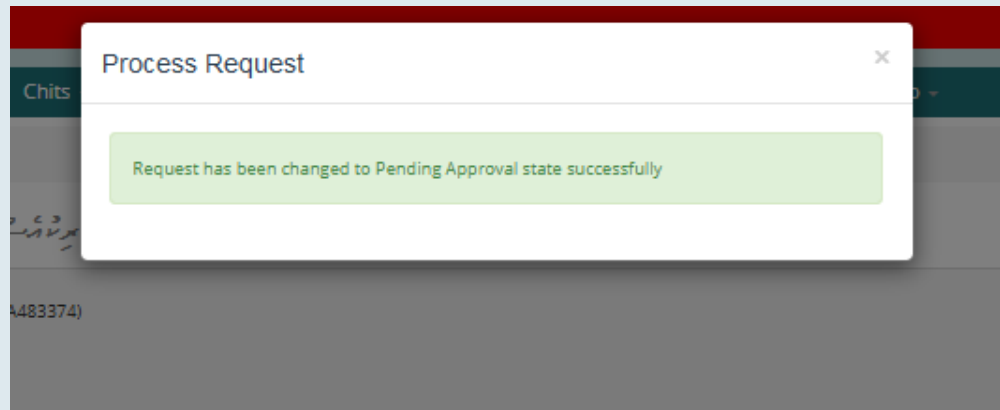 Process Request
×
Chits
Request has been changed to Pending Approval state successfully
A483374)